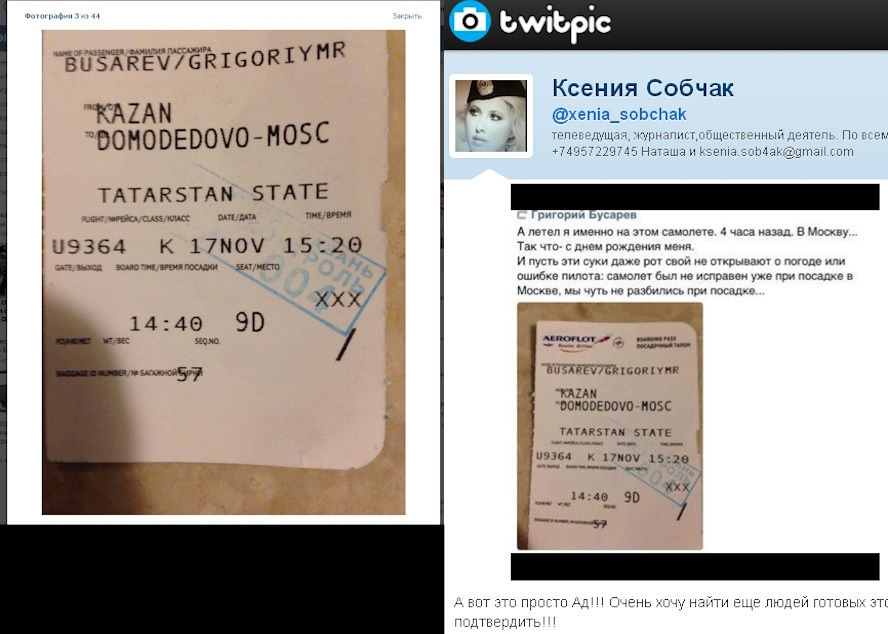 Фотография 3 из 44
Закрыть
NAME OF PASSENGER/ФАМИЛИЯ ПАССАЖИРА
BUSAREV/GRIGORIYMR
KAZAN
DOMODEDOVO-MOSC
TATARSTAN STATE
FLIGHT/№РЕЙСА/CLASS/КЛАСС DATE/ДАТА TIME/ВРЕМЯ
U9364 K 17NOV 15:20
GATE/ВЫХОД BOARD TIME/ВРЕМЯ ПОСАДКИ SEAT/МЕСТО
XXX
14:40 9D
WT/ВЕС SEQ.NO.
BAGGAGE ID NUMBER/№ БАГАЖНОЙ БИРКИ
57
twitpic
Ксения Собчак
@xenia_sobchak
телеведущая, журналист,общественный деятель. По всем
+74957229745 Наташа и ksenia.sob4ak@gmail.com
Григорий Бусарев
А летел я именно на этом самолете. 4 часа назад. В Москву...
Так что- с днем рождения меня.
И пусть эти суки даже рот свой не открывают о погоде или
ошибке пилота: самолет был не исправен уже при посадке в
Москве, мы чуть не разбились при посадке...
AEROFLOT
BOARDING PASS
ПОСАДОЧНЫЙ ТАЛОН
BUSAREV/GRIGORIYMR
KAZAN
DOMODEDOVO-MOSC
TATARSTAN STATE
U9364 K 17NOV 15:20
XXX
14:40 9D
57
А вот это просто Ад!!! Очень хочу найти еще людей готовых это
подтвердить!!!